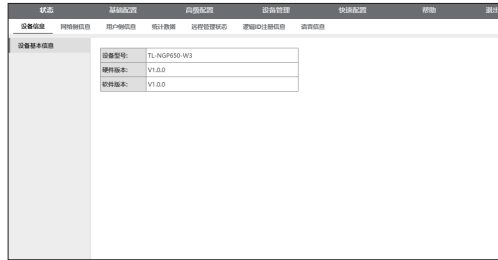 状态 基础配置 高级配置 设备管理 快速配置 帮助 退出
设备信息 网络侧信息 用户侧信息 统计数据 远程管理状态 逻辑ID注册信息 语音信息
设备基本信息
设备型号: TL-NGP650-W3
硬件版本: V1.0.0
软件版本: V1.0.0